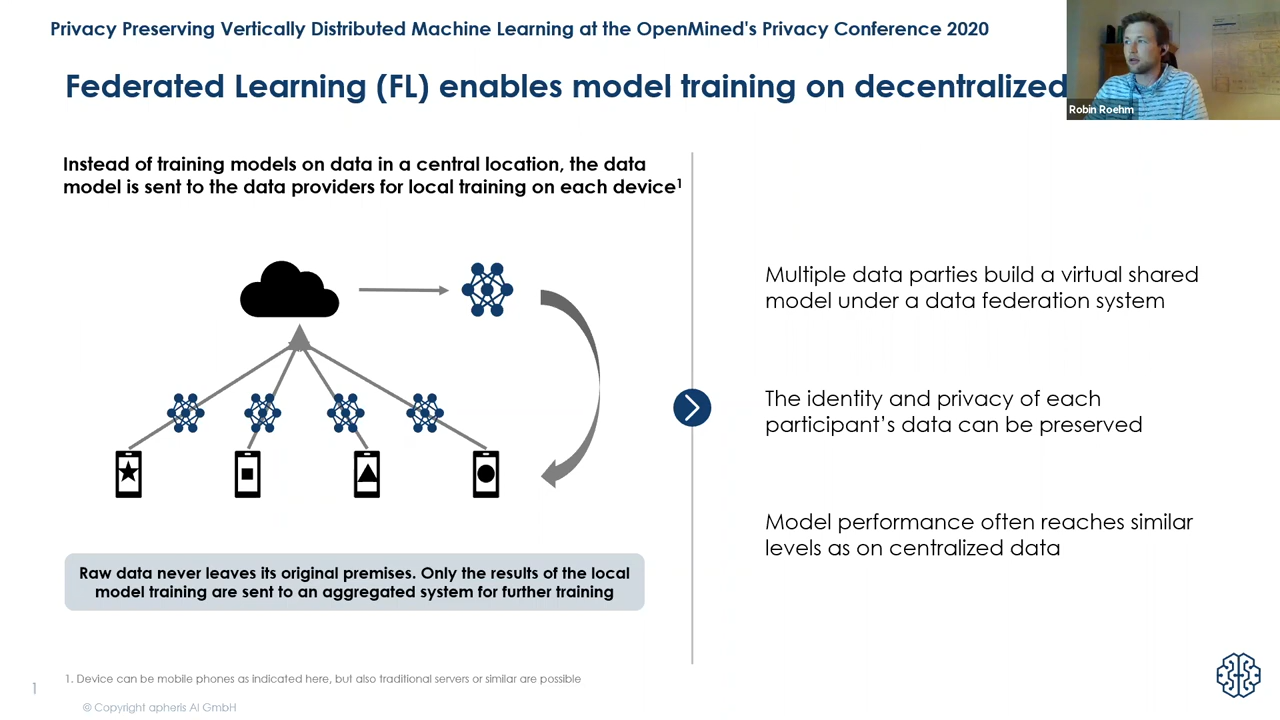 Privacy Preserving Vertically Distributed Machine Learning at the OpenMined's Privacy Conference 2020
Federated Learning (FL) enables model training on decentralized
Robin Roehm
Instead of training models on data in a central location, the data
model is sent to the data providers for local training on each device1
Multiple data parties build a virtual shared
model under a data federation system
The identity and privacy of each
participant's data can be preserved
Model performance often reaches similar
levels as on centralized data
Raw data never leaves its original premises. Only the results of the local
model training are sent to an aggregated system for further training
1. Device can be mobile phones as indicated here, but also traditional servers or similar are possible
1
© Copyright apheris AI GmbH